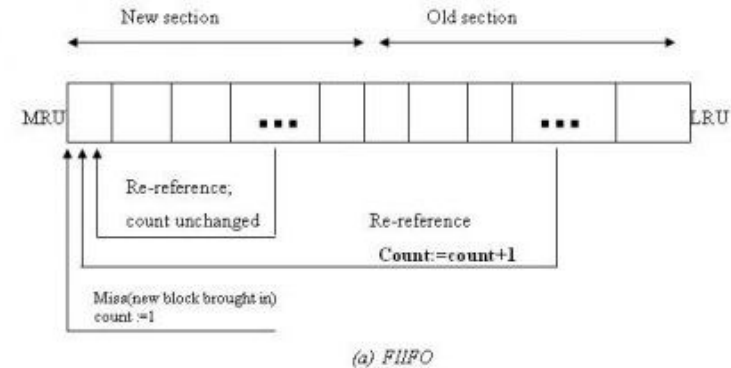 New section
Old section
MRU
LRU
Re-reference;
count unchanged
Re-reference
Count:=count+1
Miss(new block brought in)
count :=1
(a) FIIFO